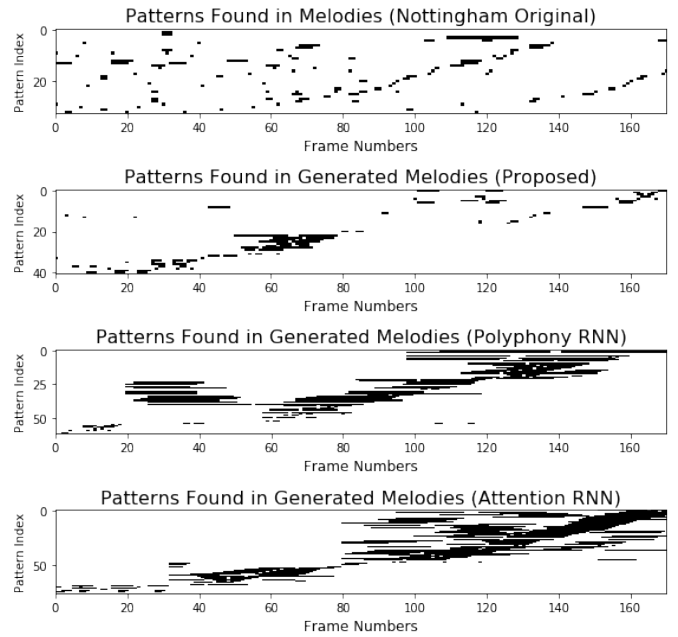 Patterns Found in Melodies (Nottingham Original)
0
20
Pattern Index
0 20 40 60 80 100 120 140 160
Frame Numbers
Patterns Found in Generated Melodies (Proposed)
0
20
40
Pattern Index
0 20 40 60 80 100 120 140 160
Frame Numbers
Patterns Found in Generated Melodies (Polyphony RNN)
0
25
50
Pattern Index
0 20 40 60 80 100 120 140 160
Frame Numbers
Patterns Found in Generated Melodies (Attention RNN)
0
50
Pattern Index
0 20 40 60 80 100 120 140 160
Frame Numbers